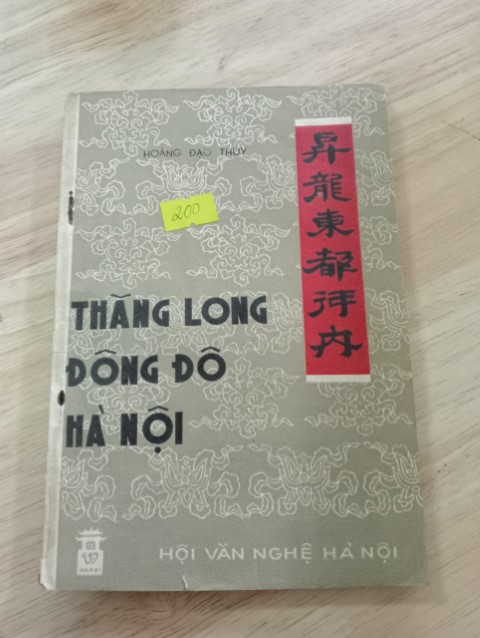 HOÀNG ĐẠO THÚY
200
昇龍東都河內
THĂNG LONG
ĐÔNG ĐÔ
HÀ NỘI
HỘI VĂN NGHỆ HÀ NỘI